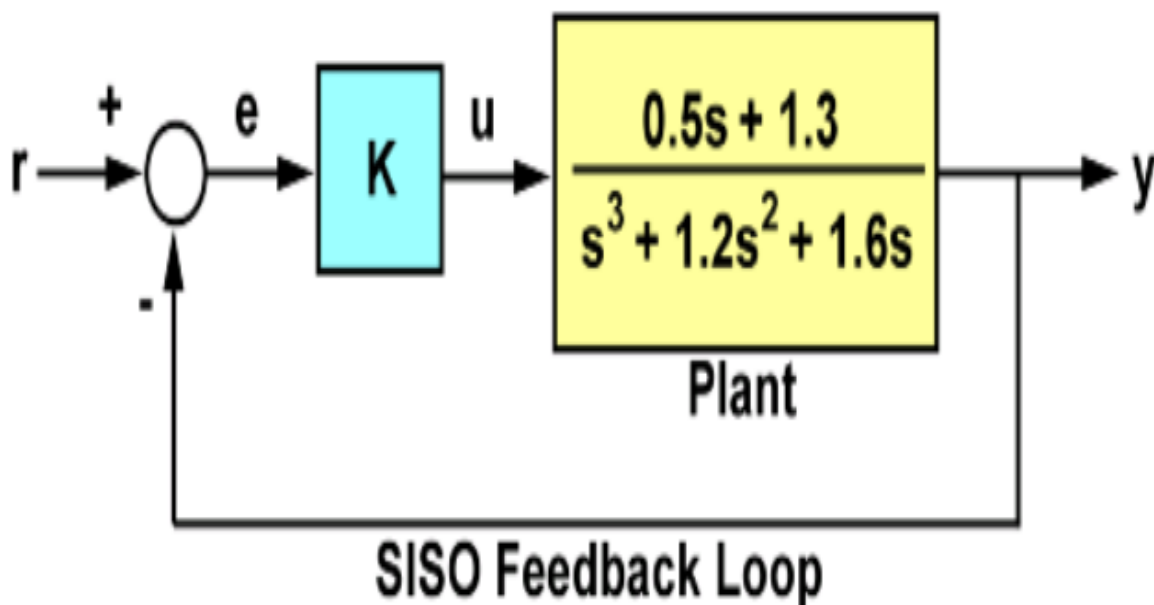 +
r
e
K
u
0.5s + 1.3
s³ + 1.2s² + 1.6s
y
-
Plant
SISO Feedback Loop